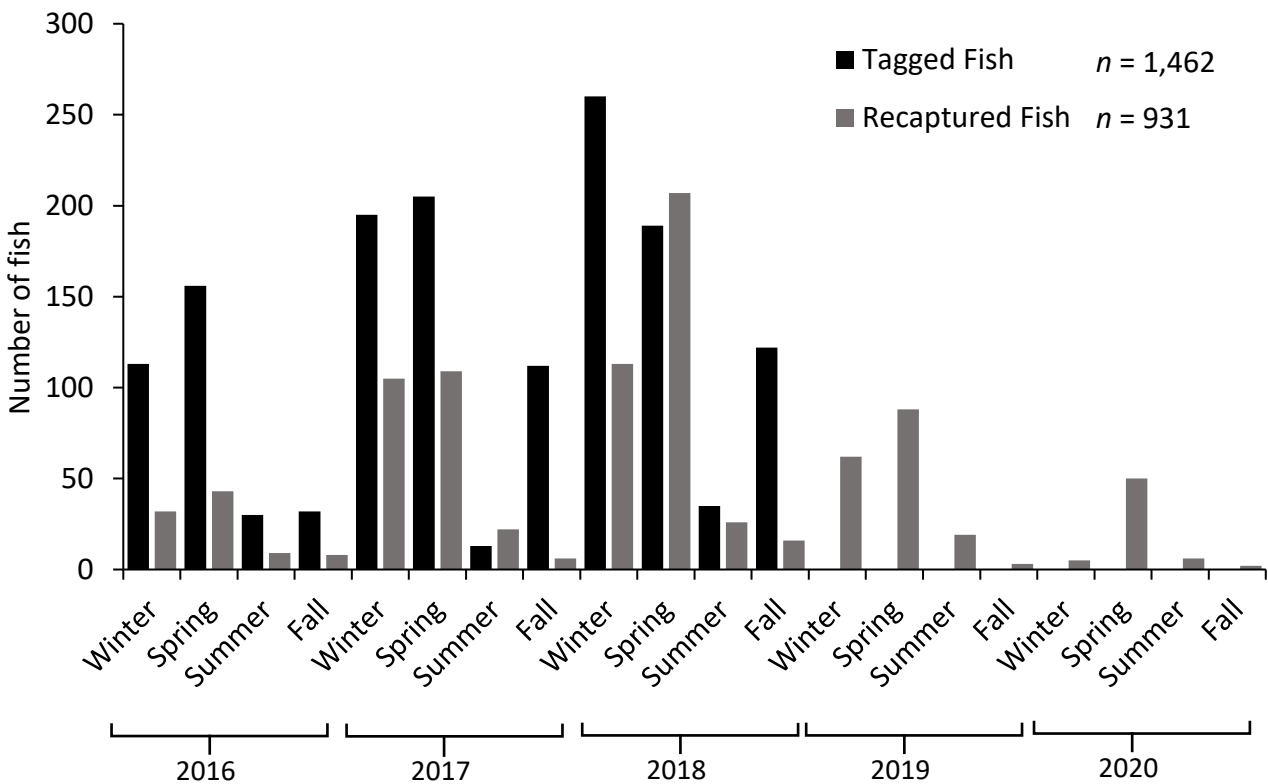 300
250
200
150
100
50
0
Number of fish
Tagged Fish n = 1,462
Recaptured Fish n = 931
Winter
Spring
Summer
Fall
Winter
Spring
Summer
Fall
Winter
Spring
Summer
Fall
Winter
Spring
Summer
Fall
Winter
Spring
Summer
Fall
2016
2017
2018
2019
2020